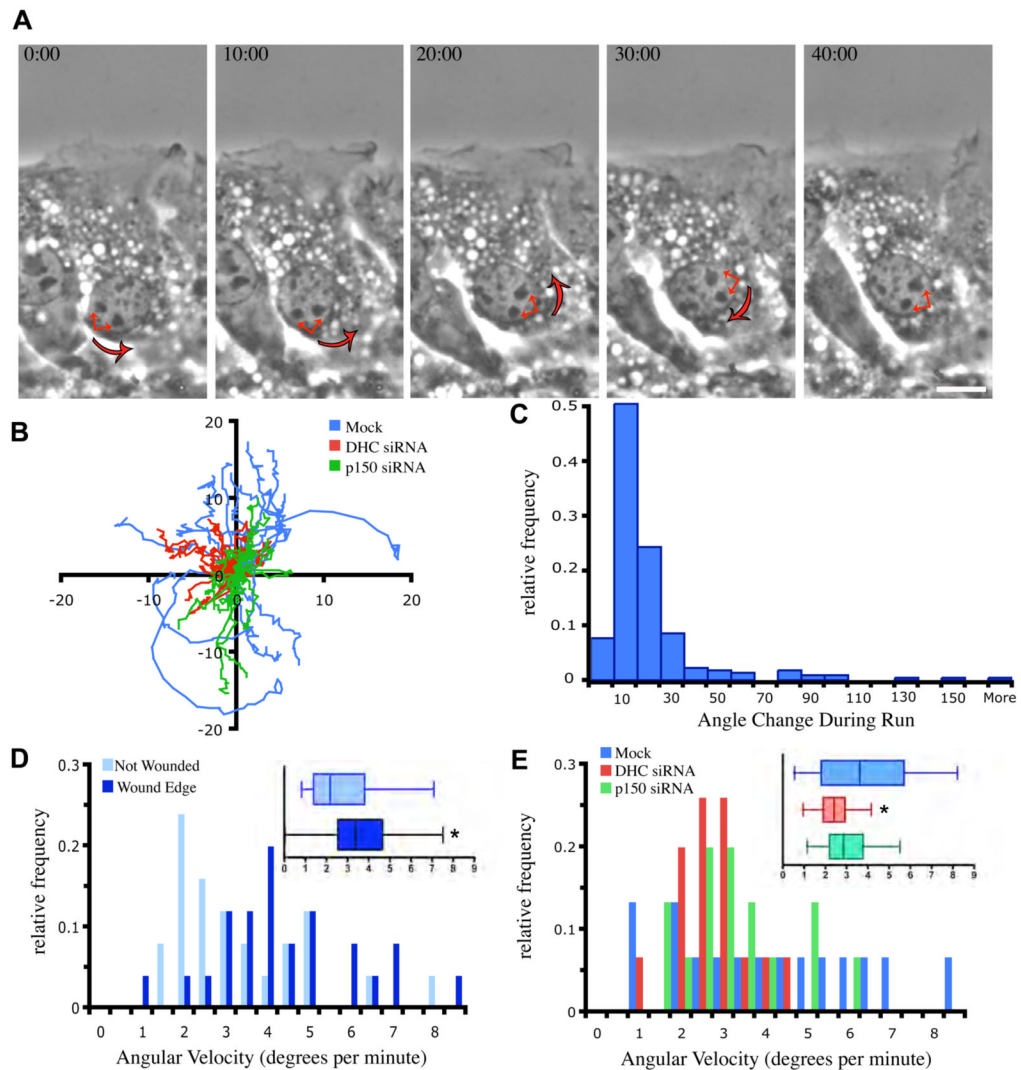 A
0:00
10:00
20:00
30:00
40:00
B
20
Mock
DHC siRNA
p150 siRNA
10
0
-20
-10
0
10
20
-10
-20
C
0.5
0.4
0.3
0.1
0
relative frequency
10
30
50
70
90
110
130
150
More
Angle Change During Run
D
0.3
Not Wounded
Wound Edge
*
0 1 2 3 4 5 6 7 8 9
0.2
0.1
0
relative frequency
0 1 2 3 4 5 6 7 8
Angular Velocity (degrees per minute)
E
0.3
Mock
DHC siRNA
p150 siRNA
*
0 1 2 3 4 5 6 7 8 9
0.2
0.1
0
relative frequency
0 1 2 3 4 5 6 7 8
Angular Velocity (degrees per minute)